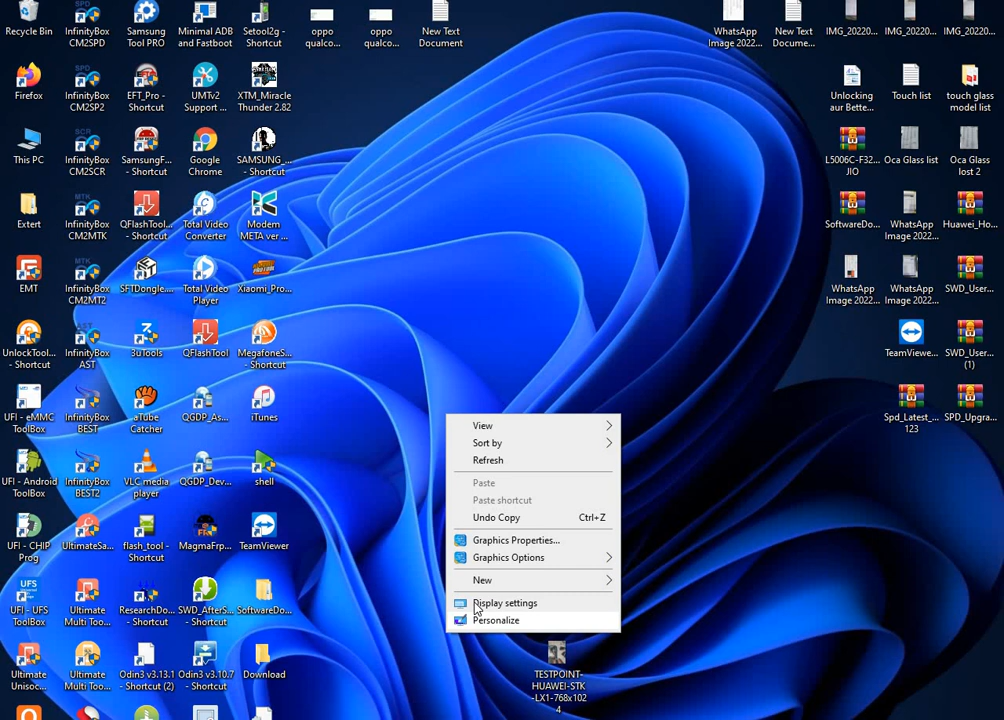 Recycle Bin
InfinityBox
CM2SPD
Samsung
Tool PRO
Minimal ADB
and Fastboot
Setool2g -
Shortcut
oppo
qualco...
oppo
qualco...
New Text
Document
WhatsApp
Image 2022...
New Text
Docume...
IMG_20220...
IMG_20220...
IMG_20220...
Firefox
InfinityBox
CM2SP2
EFT_Pro -
Shortcut
UMTv2
Support ...
XTM_Miracle
Thunder 2.82
Unlocking
aur Bette...
Touch list
touch glass
model list
This PC
InfinityBox
CM2SCR
SamsungF...
- Shortcut
Google
Chrome
SAMSUNG_...
- Shortcut
L5006C-F32...
JIO
Oca Glass list
Oca Glass
lost 2
Extert
InfinityBox
CM2MTK
QFlashTool...
- Shortcut
Total Video
Converter
Modem
META ver ...
SoftwareDo...
WhatsApp
Image 2022...
Huawei_Ho...
EMT
InfinityBox
CM2MT2
SFTDongle....
Total Video
Player
Xiaomi_Pro...
WhatsApp
Image 2022...
WhatsApp
Image 2022...
SWD_User...
UnlockTool...
- Shortcut
InfinityBox
AST
3uTools
QFlashTool
MegafoneS...
- Shortcut
TeamViewe...
SWD_User...
(1)
UFI - eMMC
ToolBox
InfinityBox
BEST
aTube
Catcher
QGDP_As...
iTunes
Spd_Latest_...
123
SPD_Upgra...
UFI - Android
ToolBox
InfinityBox
BEST2
VLC media
player
QGDP_Dev...
shell
UFI - CHIP
Prog
UltimateSa...
flash_tool -
Shortcut
MagmaFrp...
TeamViewer
UFI - UFS
ToolBox
Ultimate
Multi Too...
ResearchDo...
- Shortcut
SWD_AfterS...
- Shortcut
SoftwareDo...
Ultimate
Unisoc...
Ultimate
Multi Too...
Odin3 v3.13.1
- Shortcut (2)
Odin3 v3.10.7
- Shortcut
Download
View
Sort by
Refresh
Paste
Paste shortcut
Undo Copy Ctrl+Z
Graphics Properties...
Graphics Options
New
Display settings
Personalize
TESTPOINT-
HUAWEI-STK
-LX1-768x102
4